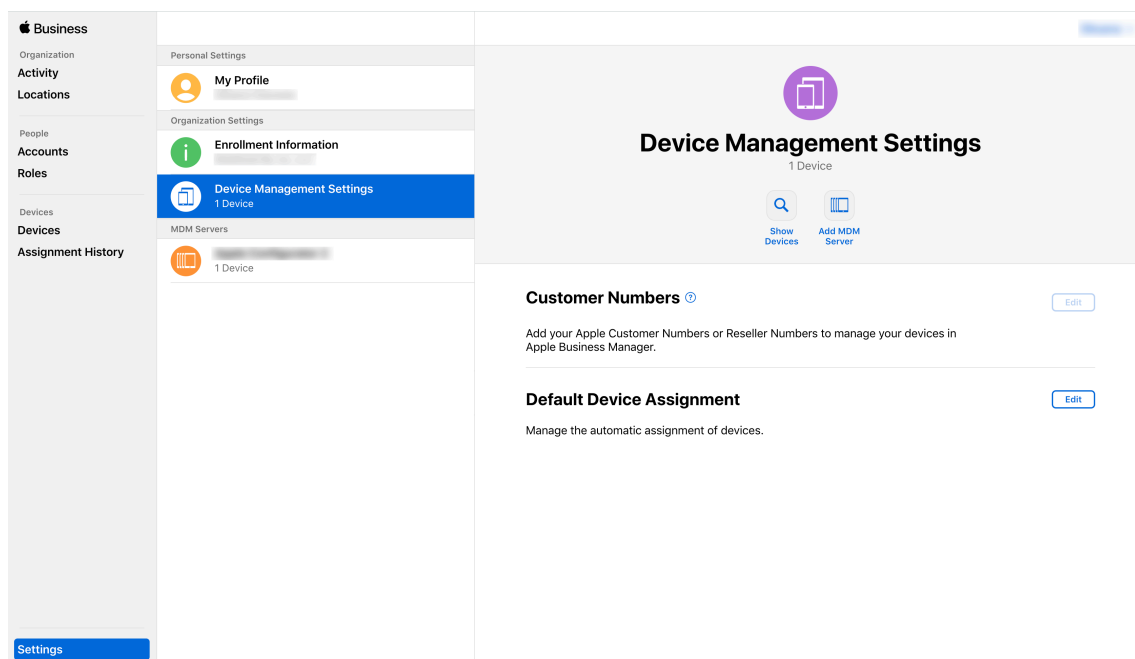 Business
Organization
Activity
Locations
People
Accounts
Roles
Devices
Devices
Assignment History
Settings
Personal Settings
My Profile
Organization Settings
Enrollment Information
Device Management Settings
1 Device
MDM Servers
1 Device
Device Management Settings
1 Device
Show
Devices
Add MDM
Server
Customer Numbers ?
Edit
Add your Apple Customer Numbers or Reseller Numbers to manage your devices in
Apple Business Manager.
Default Device Assignment
Edit
Manage the automatic assignment of devices.